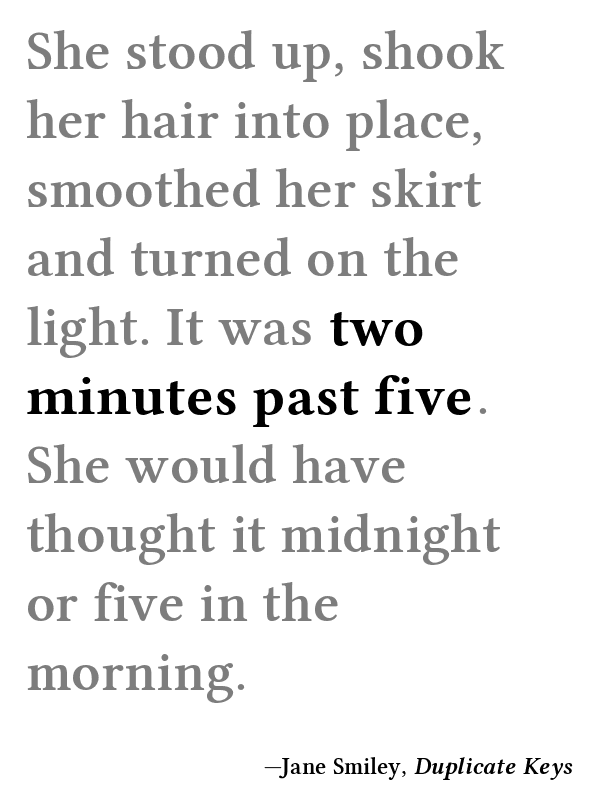 She stood up, shook
her hair into place,
smoothed her skirt
and turned on the
light. It was two
minutes past five.
She would have
thought it midnight
or five in the
morning.
—Jane Smiley, Duplicate Keys